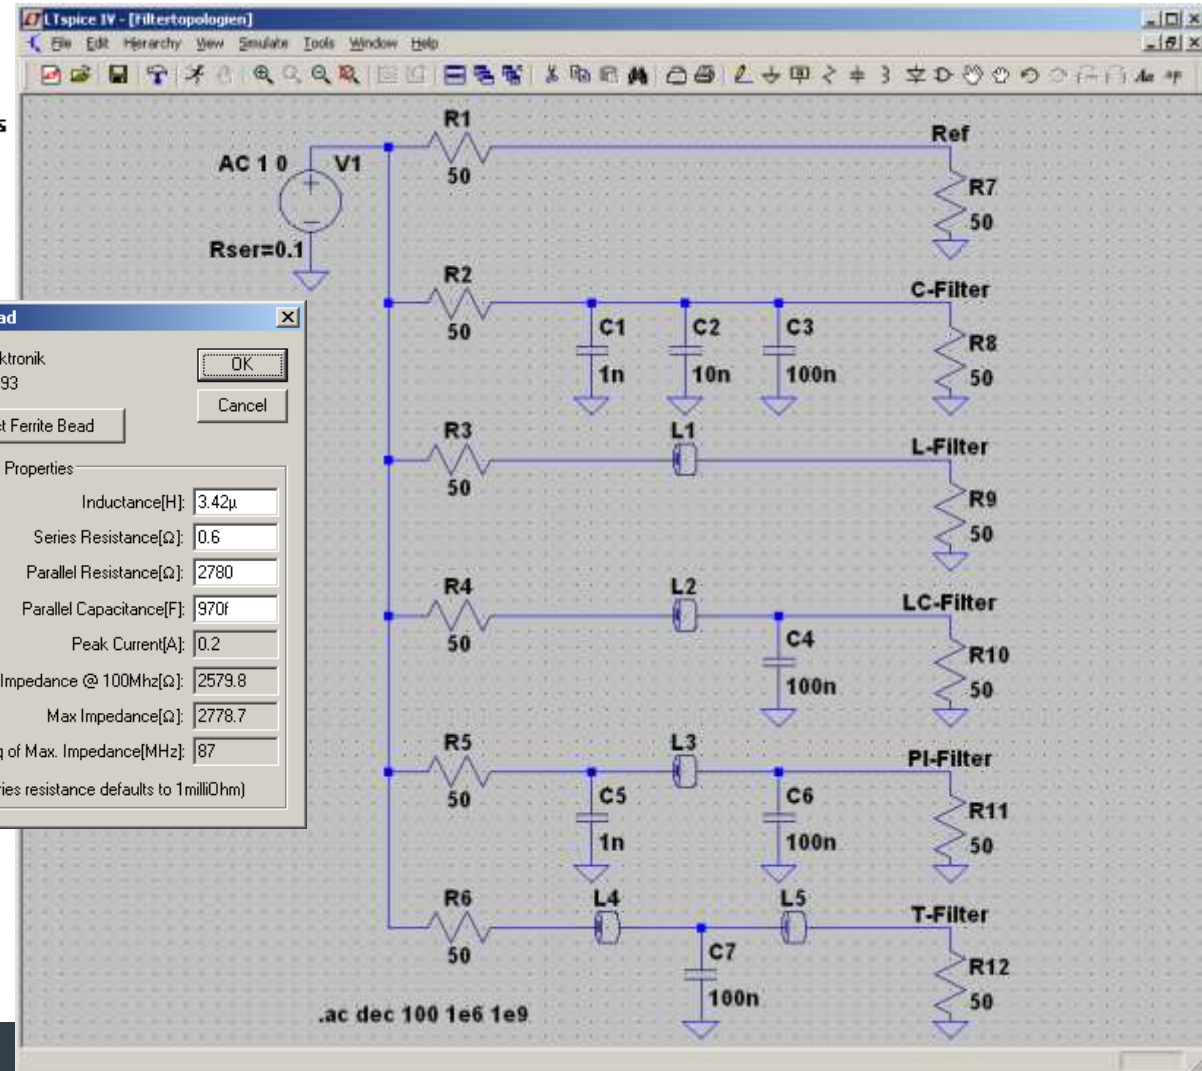 LTspice IV - [Filtertopologien]
File Edit Hierarchy View Simulate Tools Window Help
s
R1
50
Ref
R7
50
AC 1 0
V1
Rser=0.1
R2
50
C1
1n
C2
10n
C3
100n
C-Filter
R8
50
R3
50
L1
L-Filter
R9
50
R4
50
L2
C4
100n
LC-Filter
R10
50
R5
50
C5
1n
L3
C6
100n
PI-Filter
R11
50
R6
50
L4
C7
100n
L5
T-Filter
R12
50
.ac dec 100 1e6 1e9
ad
ktronik
93
OK
Cancel
ct Ferrite Bead
Properties
Inductance[H]: 3.42µ
Series Resistance[Ω]: 0.6
Parallel Resistance[Ω]: 2780
Parallel Capacitance[F]: 970f
Peak Current[A]: 0.2
Impedance @ 100Mhz[Ω]: 2579.8
Max Impedance[Ω]: 2778.7
q of Max. Impedance[MHz]: 87
ries resistance defaults to 1milliOhm)